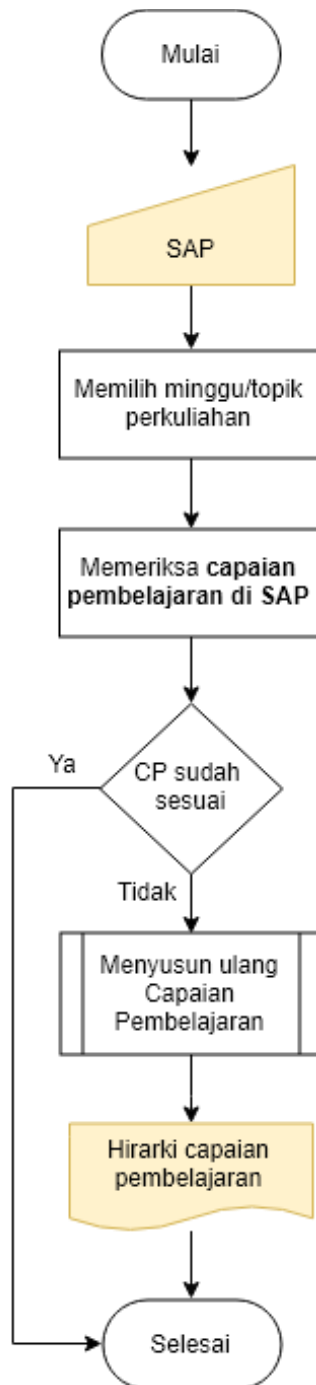 Mulai
SAP
Memilih minggu/topik
perkuliahan
Memeriksa capaian
pembelajaran di SAP
Ya
CP sudah
sesuai
Tidak
Menyusun ulang
Capaian
Pembelajaran
Hirarki capaian
pembelajaran
Selesai